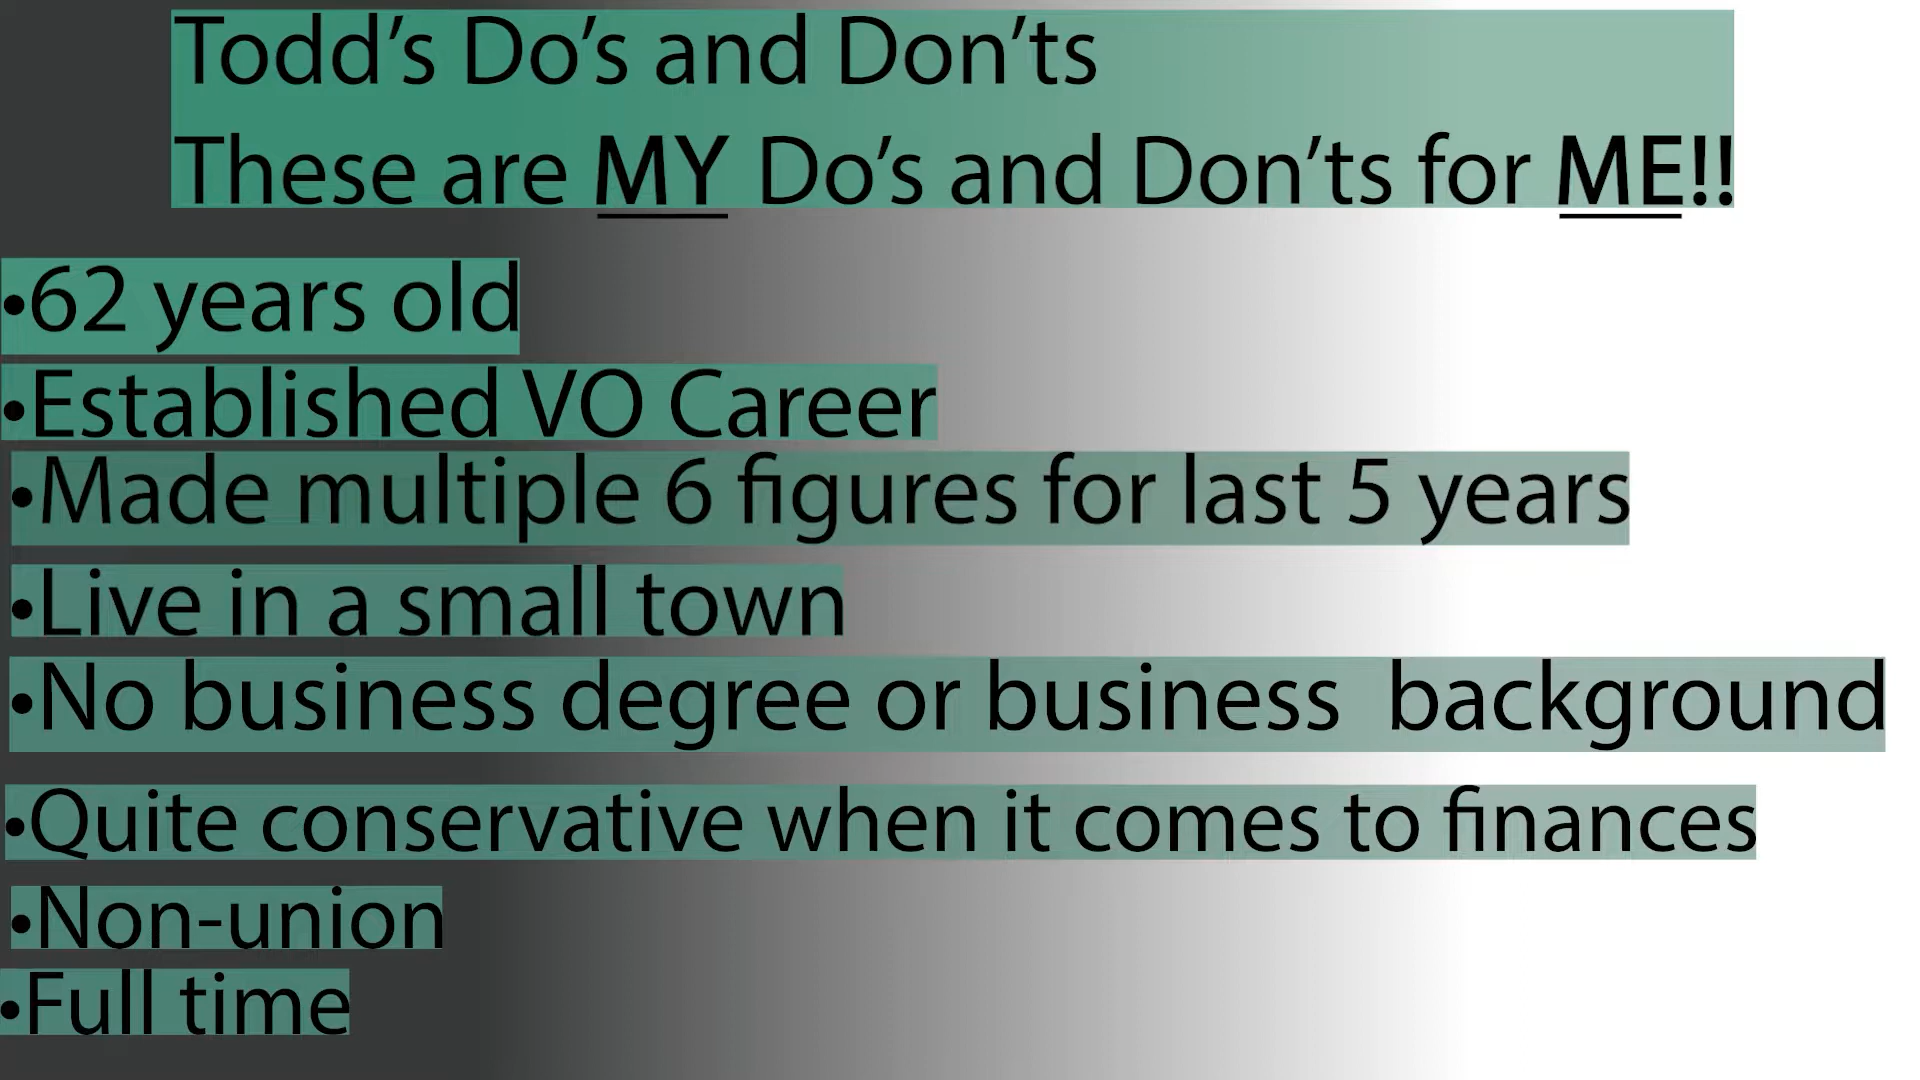 Todd’s Do’s and Don’ts
These are MY Do’s and Don’ts for ME!!
•62 years old
•Established VO Career
•Made multiple 6 figures for last 5 years
•Live in a small town
•No business degree or business  background
•Quite conservative when it comes to finances
•Non-union
•Full time